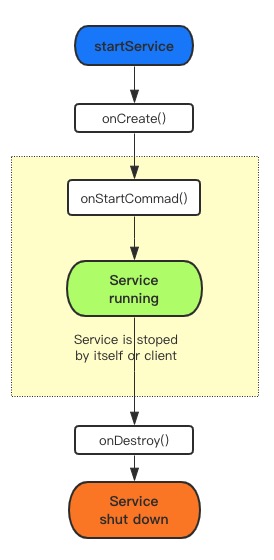 startService
onCreate()
onStartCommad()
Service
running
Service is stoped
by itself or client
onDestroy()
Service
shut down